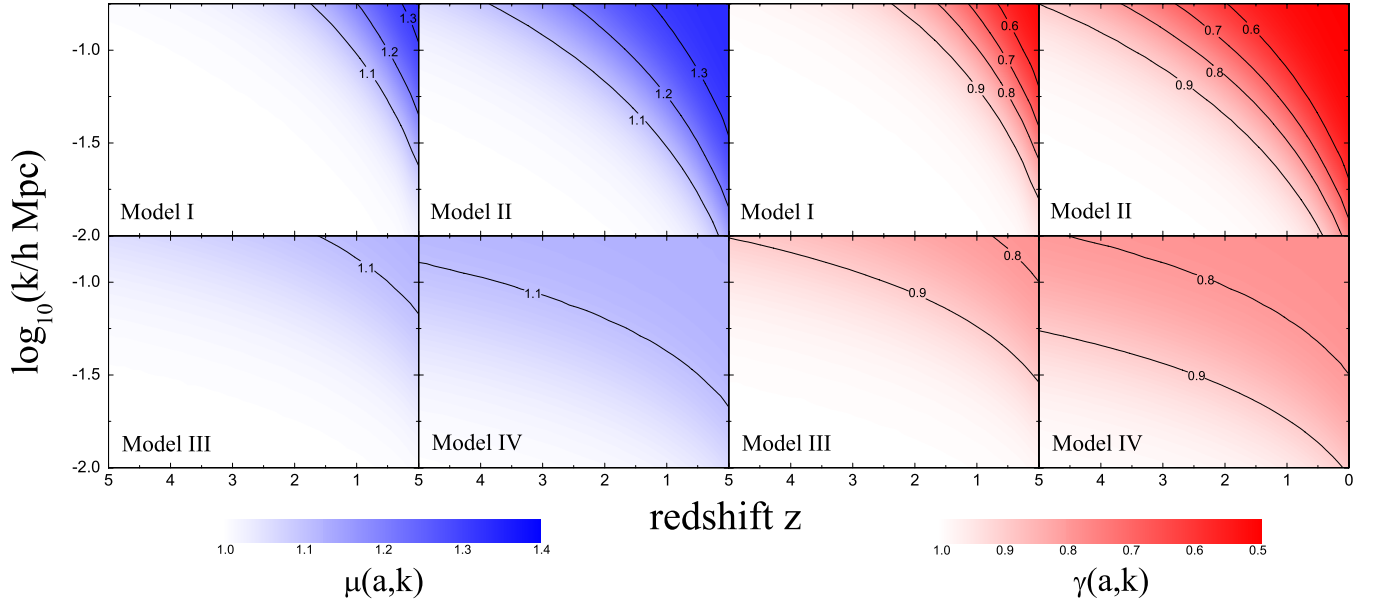 1.3
1.2
1.1
Model I
1.3
1.2
1.1
Model II
0.6
0.7
0.8
0.9
Model I
0.6
0.7
0.8
0.9
Model II
-1.0
-1.5
-2.0
log10(k/h Mpc)
1.1
Model III
1.1
Model IV
0.8
0.9
Model III
0.8
0.9
Model IV
-1.0
-1.5
-2.0
5 4 3 2 1 5 4 3 2 1 5 4 3 2 1 5 4 3 2 1 0
redshift z
1.0 1.1 1.2 1.3 1.4
μ(a,k)
1.0 0.9 0.8 0.7 0.6 0.5
γ(a,k)